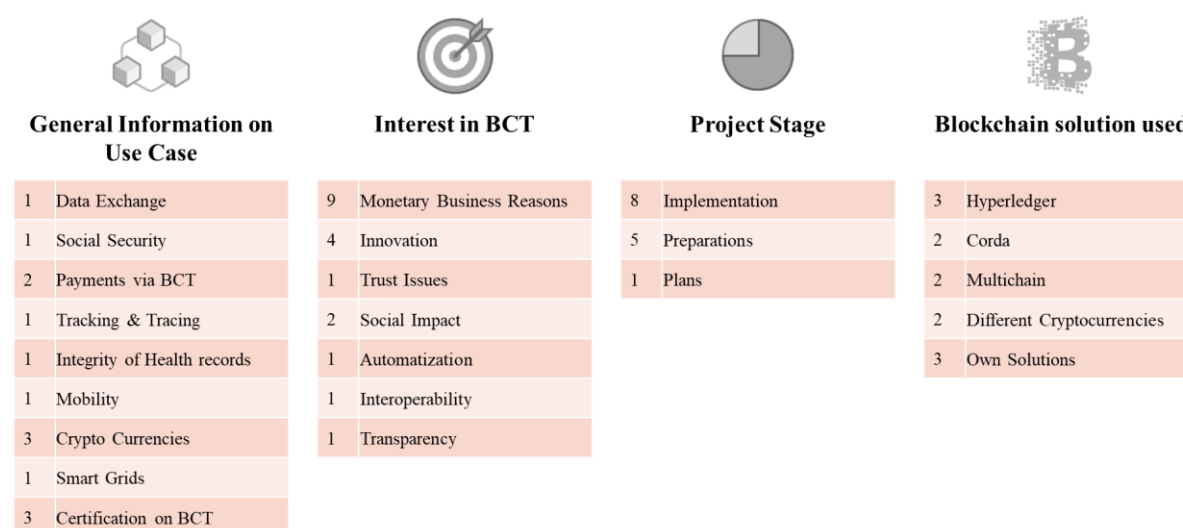 General Information on
Use Case
1 Data Exchange
1 Social Security
2 Payments via BCT
1 Tracking & Tracing
1 Integrity of Health records
1 Mobility
3 Crypto Currencies
1 Smart Grids
3 Certification on BCT
Interest in BCT
9 Monetary Business Reasons
4 Innovation
1 Trust Issues
2 Social Impact
1 Automatization
1 Interoperability
1 Transparency
Project Stage
8 Implementation
5 Preparations
1 Plans
Blockchain solution used
3 Hyperledger
2 Corda
2 Multichain
2 Different Cryptocurrencies
3 Own Solutions